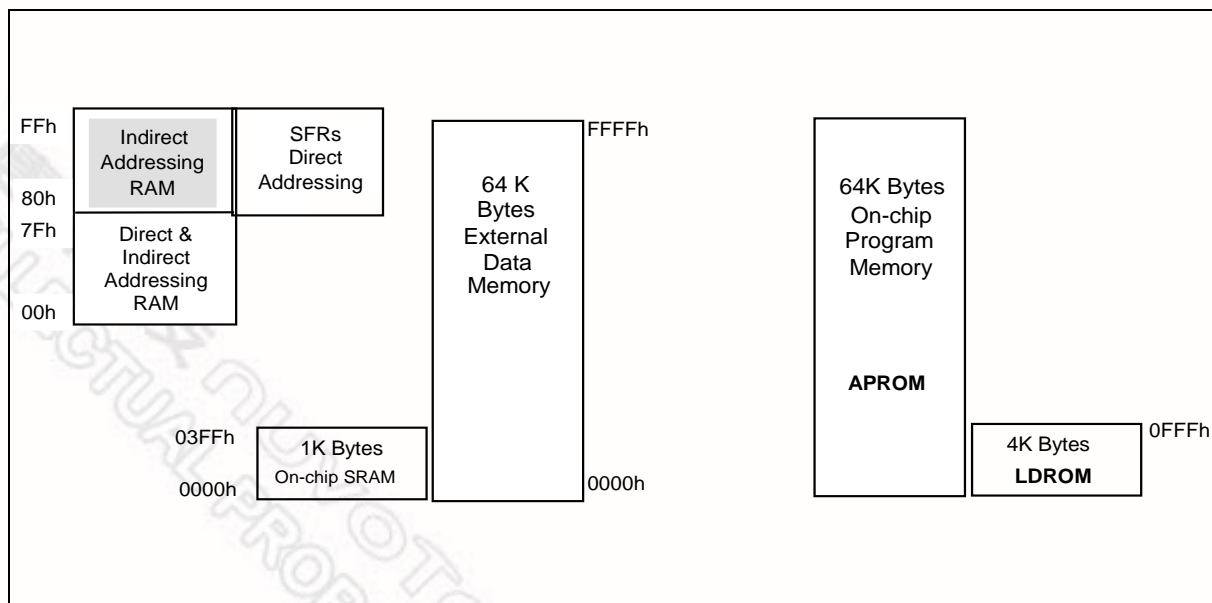 FFh
80h
7Fh
00h
Indirect
Addressing
RAM
SFRs
Direct
Addressing
Direct &
Indirect
Addressing
RAM
03FFh
0000h
1K Bytes
On-chip SRAM
64 K
Bytes
External
Data
Memory
FFFFh
0000h
64K Bytes
On-chip
Program
Memory
APROM
4K Bytes
LDROM
0FFFh